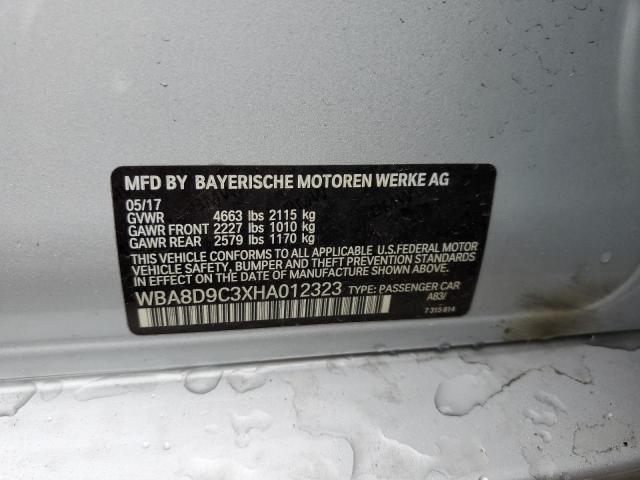 MFD BY BAYERISCHE MOTOREN WERKE AG
05/17
GVWR 4663 lbs 2115 kg
GAWR FRONT 2227 lbs 1010 kg
GAWR REAR 2579 lbs 1170 kg
THIS VEHICLE CONFORMS TO ALL APPLICABLE U.S.FEDERAL MOTOR
VEHICLE SAFETY, BUMPER AND THEFT PREVENTION STANDARDS
IN EFFECT ON THE DATE OF MANUFACTURE SHOWN ABOVE.
WBA8D9C3XHA012323 TYPE: PASSENGER CAR
A83/
7 315 614